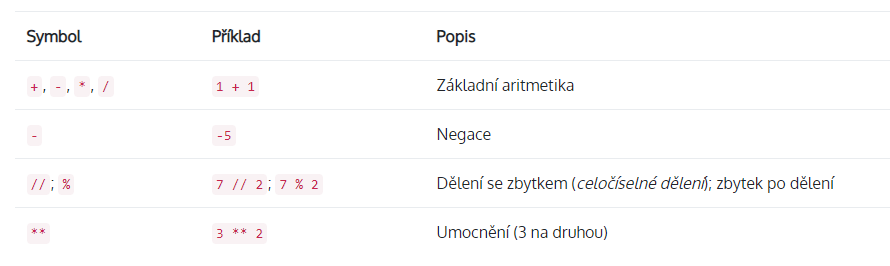 Symbol Příklad Popis
+, -, *, / 1 + 1 Základní aritmetika
- -5 Negace
//; % 7 // 2; 7 % 2 Dělení se zbytkem (celočíselné dělení); zbytek po dělení
** 3 ** 2 Umocnění (3 na druhou)